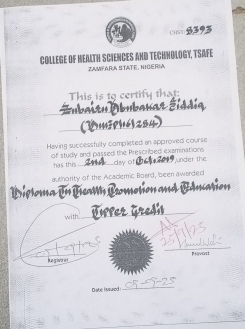 CHST: 8393
COLLEGE OF HEALTH SCIENCES AND TECHNOLOGY, TSAFE
ZAMFARA STATE, NIGERIA
This is to certify that:
Zubairu Abubakar Siddiq
Having successfully completed an approved course
of study and passed the Prescribed examinations
has this 2nd day of Oct, 2019, under the
authority of the Academic Board, been awarded
Diploma In Health Promotion and Education
with Upper Credit
Registrar
Provost
Date Issued: 09-09-25